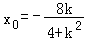 x₀ = − 8k / (4 + k²)